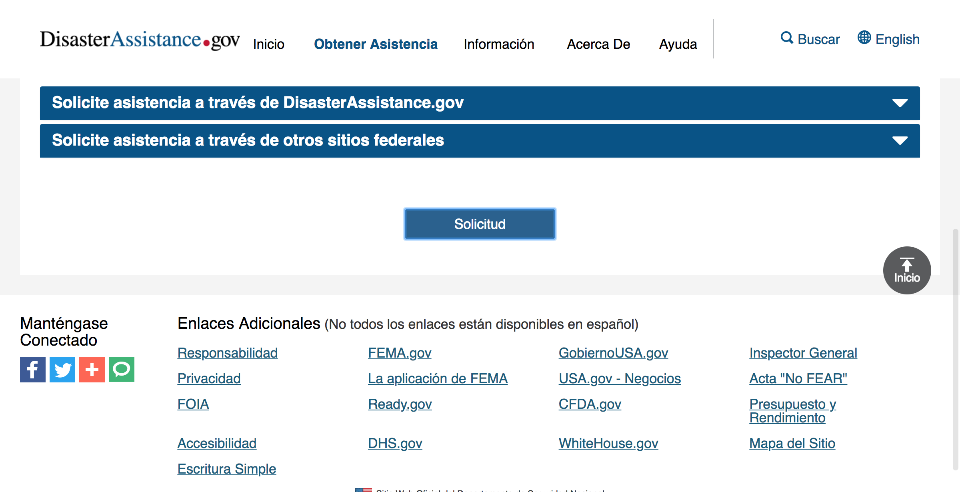 DisasterAssistance.gov
Inicio Obtener Asistencia Información Acerca De Ayuda Buscar English
Solicite asistencia a través de DisasterAssistance.gov
Solicite asistencia a través de otros sitios federales
Solicitud
Inicio
Manténgase
Conectado
Enlaces Adicionales (No todos los enlaces están disponibles en español)
Responsabilidad FEMA.gov GobiernoUSA.gov Inspector General
Privacidad La aplicación de FEMA USA.gov - Negocios Acta "No FEAR"
FOIA Ready.gov CFDA.gov Presupuesto y
Rendimiento
Accesibilidad DHS.gov WhiteHouse.gov Mapa del Sitio
Escritura Simple